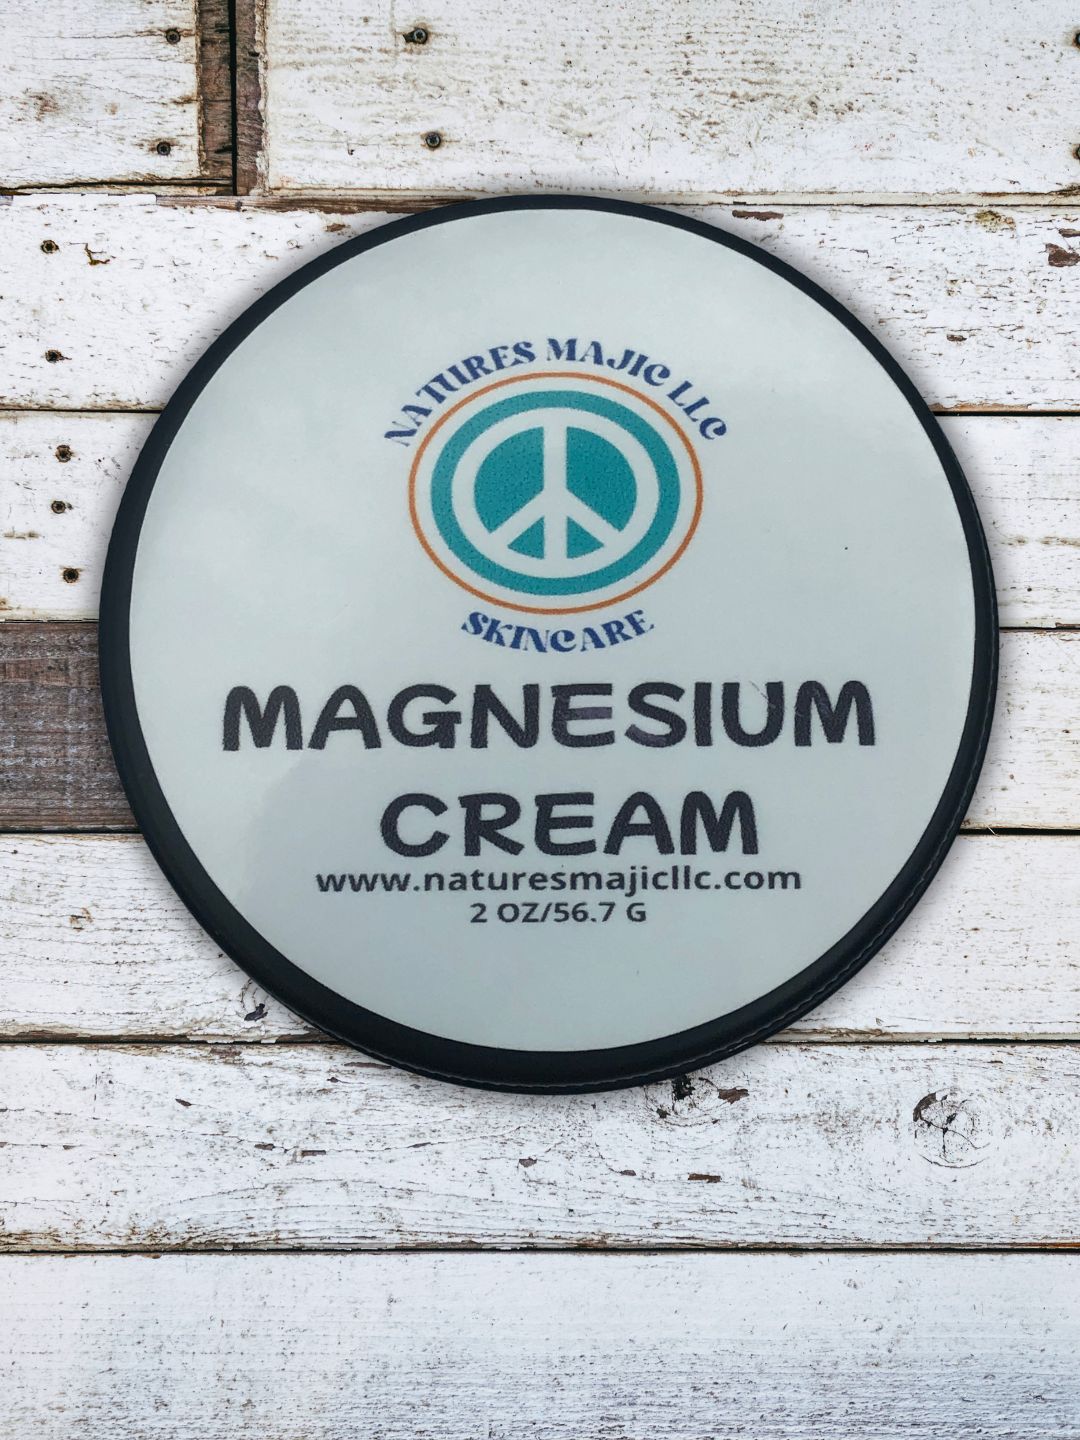 NATURES MAJIC LLC
SKINCARE
MAGNESIUM
CREAM
www.naturesmajicllc.com
2 OZ/56.7 G